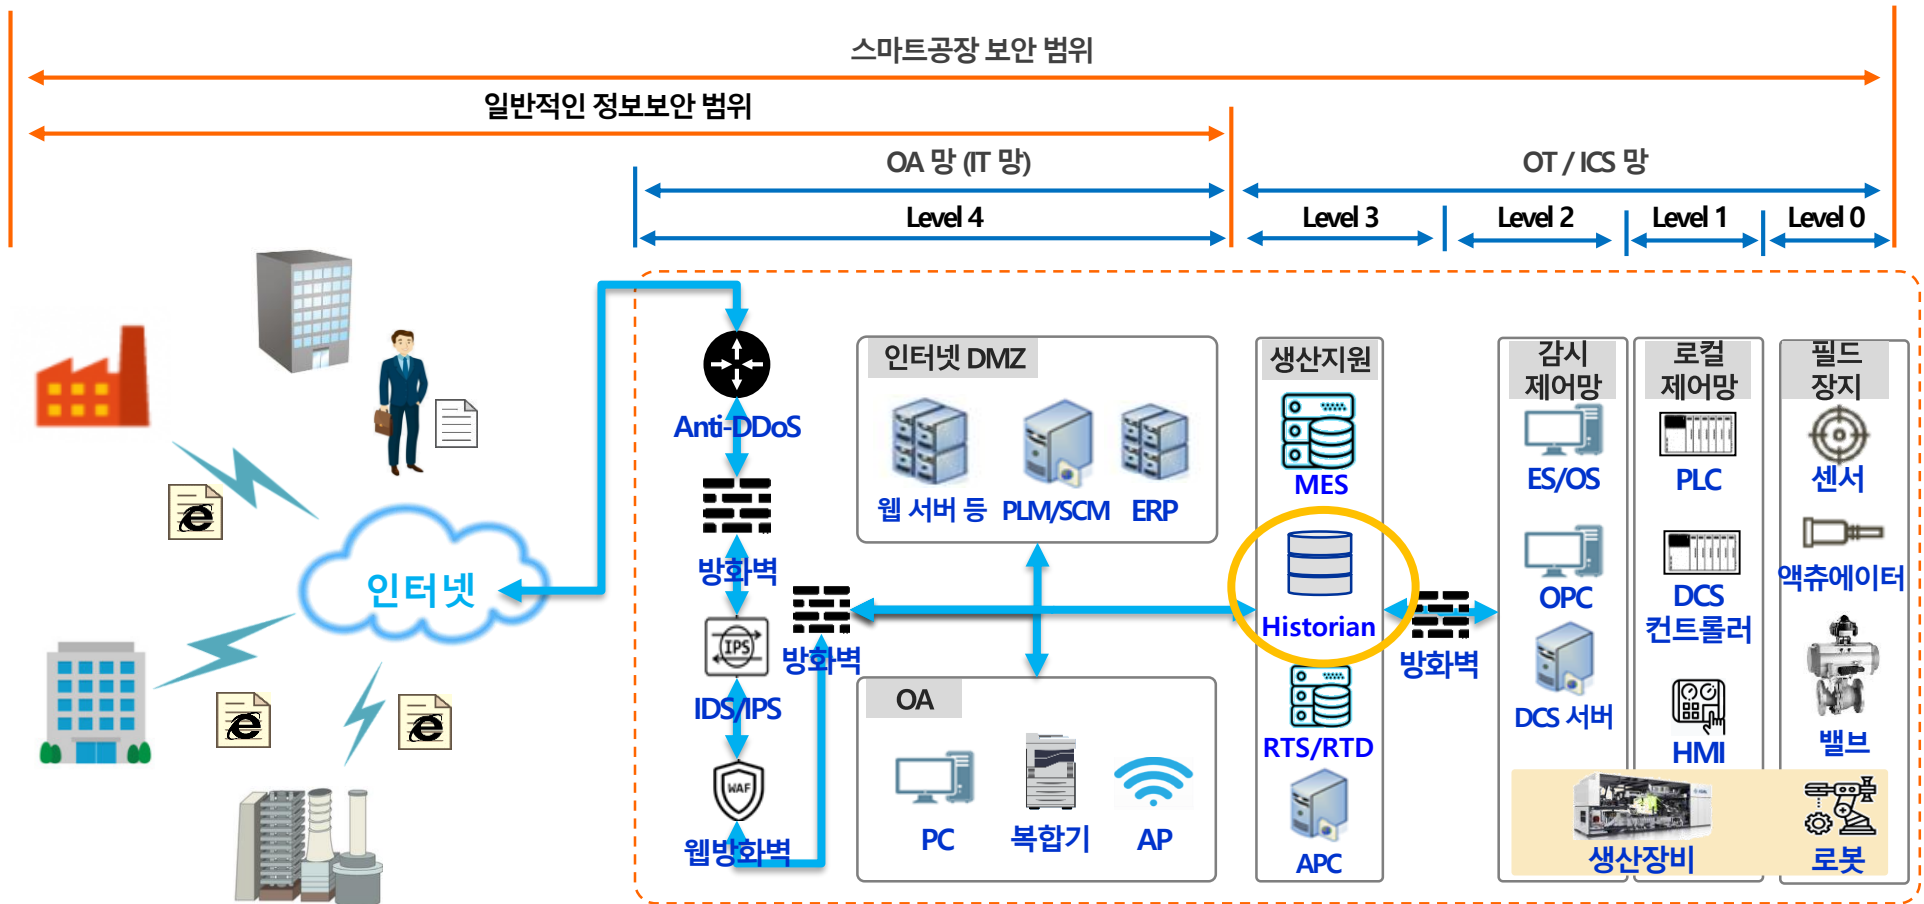 스마트공장 보안 범위
일반적인 정보보안 범위
OA 망 (IT 망)
OT / ICS 망
Level 4
Level 3
Level 2
Level 1
Level 0
인터넷
Anti-DDoS
방화벽
IPS
IDS/IPS
WAF
웹방화벽
방화벽
인터넷 DMZ
웹 서버 등
PLM/SCM
ERP
OA
PC
복합기
AP
생산지원
MES
Historian
RTS/RTD
APC
방화벽
감시
제어망
ES/OS
OPC
DCS 서버
로컬
제어망
PLC
DCS
컨트롤러
HMI
필드
장지
센서
액츄에이터
밸브
생산장비
로봇